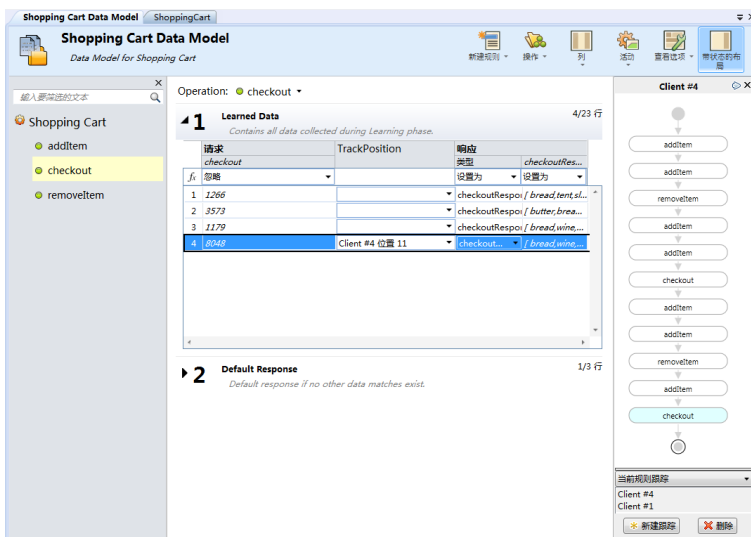 Shopping Cart Data Model
ShoppingCart
Shopping Cart Data Model
Data Model for Shopping Cart
新建规则
操作
列
活动
查看选项
带状态的布局
输入要筛选的文本
Shopping Cart
addItem
checkout
removeItem
Operation: checkout
1 Learned Data 4/23 行
Contains all data collected during Learning phase.
请求 TrackPosition 响应
checkout 类型 checkoutRes...
fx 忽略 设置为 设置为
1 1266 checkoutRespo [ bread,tent,sl...
2 3573 checkoutRespo [ butter,brea...
3 1179 checkoutRespo [ bread,wine,...
4 8048 Client #4 位置 11 checkout... [ bread,wine,...
2 Default Response 1/3 行
Default response if no other data matches exist.
Client #4
addItem
addItem
removeItem
addItem
addItem
checkout
addItem
addItem
removeItem
addItem
checkout
当前规则跟踪
Client #4
Client #1
新建跟踪 删除